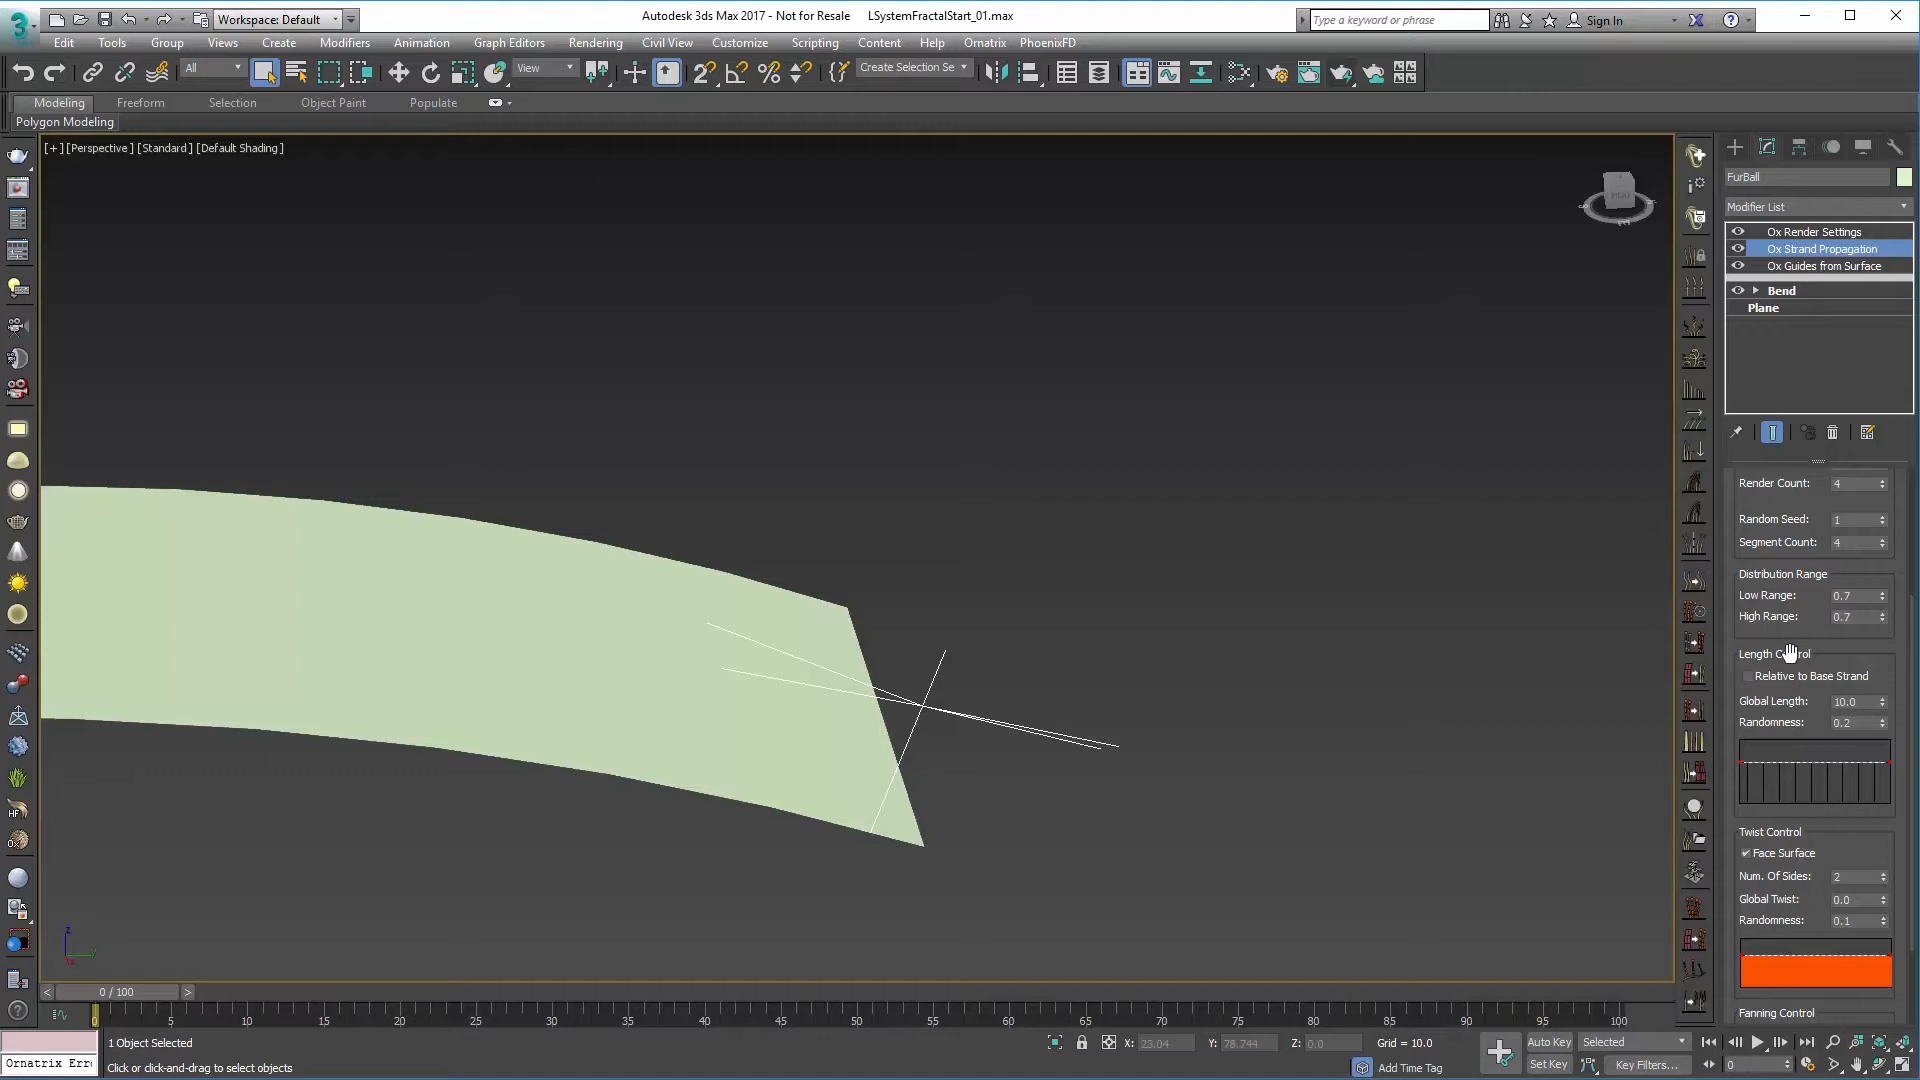 Workspace: Default
Autodesk 3ds Max 2017 - Not for Resale LSystemFractalStart_01.max
Type a keyword or phrase
Sign In
Edit Tools Group Views Create Modifiers Animation Graph Editors Rendering Civil View Customize Scripting Content Help Ornatrix PhoenixFD
All View Create Selection Se
Modeling Freeform Selection Object Paint Populate
Polygon Modeling
[+] [Perspective] [Standard] [Default Shading]
FurBall
Modifier List
Ox Render Settings
Ox Strand Propagation
Ox Guides from Surface
Bend
Plane
Render Count: 4
Random Seed: 1
Segment Count: 4
Distribution Range
Low Range: 0.7
High Range: 0.7
Length Co rol
Relative to Base Strand
Global Length: 10.0
Randomness: 0.2
Twist Control
Face Surface
Num. Of Sides: 2
Global Twist: 0.0
Randomness: 0.1
Fanning Control
HF
z
0 / 100
0 5 10 15 20 25 30 35 40 45 50 55 60 65 70 75 80 85 90 95 100
1 Object Selected
X: 23.04 Y: 78.744 Z: 0.0 Grid = 10.0
Auto Key Selected
Ornatrix Err
Click or click-and-drag to select objects
Add Time Tag
Set Key Key Filters... 0